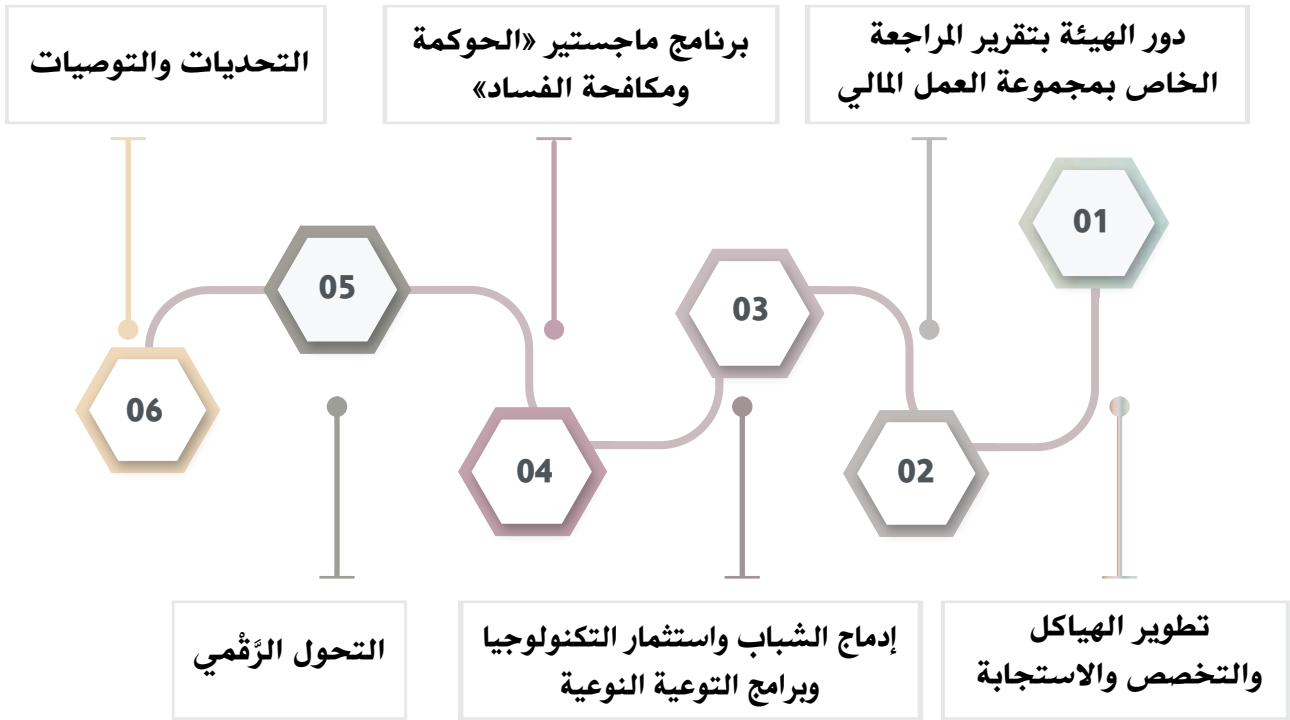 01
تطوير الهياكل
والتخصص والاستجابة
02
دور الهيئة بتقرير المراجعة
الخاص بمجموعة العمل المالي
03
إدماج الشباب واستثمار التكنولوجيا
وبرامج التوعية النوعية
04
برنامج ماجستير «الحوكمة
ومكافحة الفساد»
05
التحول الرَّقْمي
06
التحديات والتوصيات